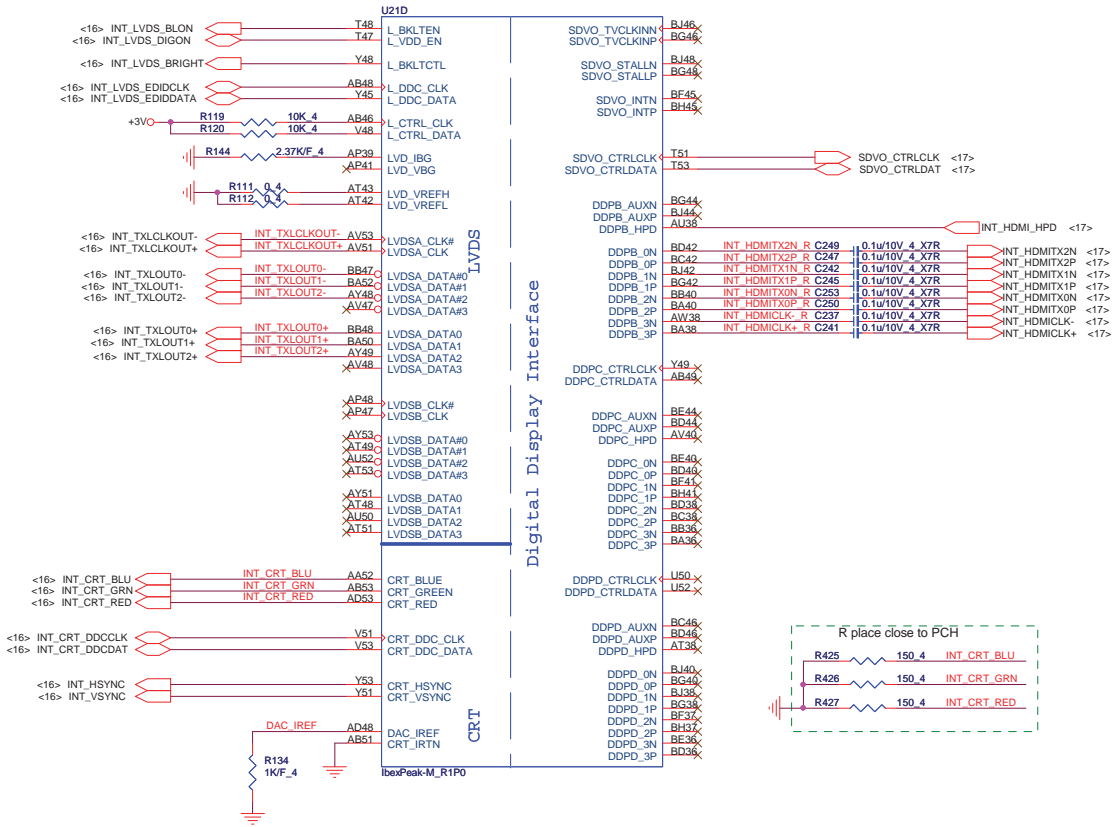 U21D
<16> INT_LVDS_BLON T48 L_BKLTEN
<16> INT_LVDS_DIGON T47 L_VDD_EN
<16> INT_LVDS_BRIGHT Y48 L_BKLTCTL
<16> INT_LVDS_EDIDCLK AB48 L_DDC_CLK
<16> INT_LVDS_EDIDDATA Y45 L_DDC_DATA
+3V R119 10K_4 AB46 L_CTRL_CLK
R120 10K_4 V48 L_CTRL_DATA
R144 2.37K/F_4 AP39 LVD_IBG
AP41 LVD_VBG
R111 0_4 AT43 LVD_VREFH
R112 0_4 AT42 LVD_VREFL
INT_TXLCLKOUT- INT_TXLCLKOUT- AV53 LVDSA_CLK#
INT_TXLCLKOUT+ INT_TXLCLKOUT+ AV51 LVDSA_CLK
<16> INT_TXLOUT0- INT_TXLOUT0- BB47 LVDSA_DATA#0
<16> INT_TXLOUT1- INT_TXLOUT1- BA52 LVDSA_DATA#1
<16> INT_TXLOUT2- INT_TXLOUT2- AY48 LVDSA_DATA#2
AV47 LVDSA_DATA#3
<16> INT_TXLOUT0+ INT_TXLOUT0+ BB48 LVDSA_DATA0
<16> INT_TXLOUT1+ INT_TXLOUT1+ BA50 LVDSA_DATA1
<16> INT_TXLOUT2+ INT_TXLOUT2+ AY49 LVDSA_DATA2
AV48 LVDSA_DATA3
AP48 LVDSB_CLK#
AP47 LVDSB_CLK
AY53 LVDSB_DATA#0
AT49 LVDSB_DATA#1
AU52 LVDSB_DATA#2
AT53 LVDSB_DATA#3
AY51 LVDSB_DATA0
AT48 LVDSB_DATA1
AU50 LVDSB_DATA2
AT51 LVDSB_DATA3
<16> INT_CRT_BLU INT_CRT_BLU AA52 CRT_BLUE
<16> INT_CRT_GRN INT_CRT_GRN AB53 CRT_GREEN
<16> INT_CRT_RED INT_CRT_RED AD53 CRT_RED
<16> INT_CRT_DDCCLK V51 CRT_DDC_CLK
<16> INT_CRT_DDCDAT V53 CRT_DDC_DATA
<16> INT_HSYNC Y53 CRT_HSYNC
<16> INT_VSYNC Y51 CRT_VSYNC
DAC_IREF AD48 DAC_IREF
AB51 CRT_IRTN
R134
1K/F_4
LVDS
CRT
Digital Display Interface
IbexPeak-M_R1P0
SDVO_TVCLKINN BJ46
SDVO_TVCLKINP BG46
SDVO_STALLN BJ48
SDVO_STALLP BG48
SDVO_INTN BF45
SDVO_INTP BH45
SDVO_CTRLCLK T51 SDVO_CTRLCLK <17>
SDVO_CTRLDATA T53 SDVO_CTRLDAT <17>
DDPB_AUXN BG44
DDPB_AUXP BJ44
DDPB_HPD AU38 INT_HDMI_HPD <17>
DDPB_0N BD42 INT_HDMITX2N_R C249 0.1u/10V_4_X7R INT_HDMITX2N <17>
DDPB_0P BC42 INT_HDMITX2P_R C247 0.1u/10V_4_X7R INT_HDMITX2P <17>
DDPB_1N BJ42 INT_HDMITX1N_R C242 0.1u/10V_4_X7R INT_HDMITX1N <17>
DDPB_1P BG42 INT_HDMITX1P_R C245 0.1u/10V_4_X7R INT_HDMITX1P <17>
DDPB_2N BB40 INT_HDMITX0N_R C253 0.1u/10V_4_X7R INT_HDMITX0N <17>
DDPB_2P BA40 INT_HDMITX0P_R C250 0.1u/10V_4_X7R INT_HDMITX0P <17>
DDPB_3N AW38 INT_HDMICLK-_R C237 0.1u/10V_4_X7R INT_HDMICLK- <17>
DDPB_3P BA38 INT_HDMICLK+_R C241 0.1u/10V_4_X7R INT_HDMICLK+ <17>
DDPC_CTRLCLK Y49
DDPC_CTRLDATA AB49
DDPC_AUXN BE44
DDPC_AUXP BD44
DDPC_HPD AV40
DDPC_0N BE40
DDPC_0P BD40
DDPC_1N BF41
DDPC_1P BH41
DDPC_2N BD38
DDPC_2P BC38
DDPC_3N BB36
DDPC_3P BA36
DDPD_CTRLCLK U50
DDPD_CTRLDATA U52
DDPD_AUXN BC46
DDPD_AUXP BD46
DDPD_HPD AT38
DDPD_0N BJ40
DDPD_0P BG40
DDPD_1N BJ38
DDPD_1P BG38
DDPD_2N BF37
DDPD_2P BH37
DDPD_3N BE36
DDPD_3P BD36
R place close to PCH
R425 150_4 INT_CRT_BLU
R426 150_4 INT_CRT_GRN
R427 150_4 INT_CRT_RED